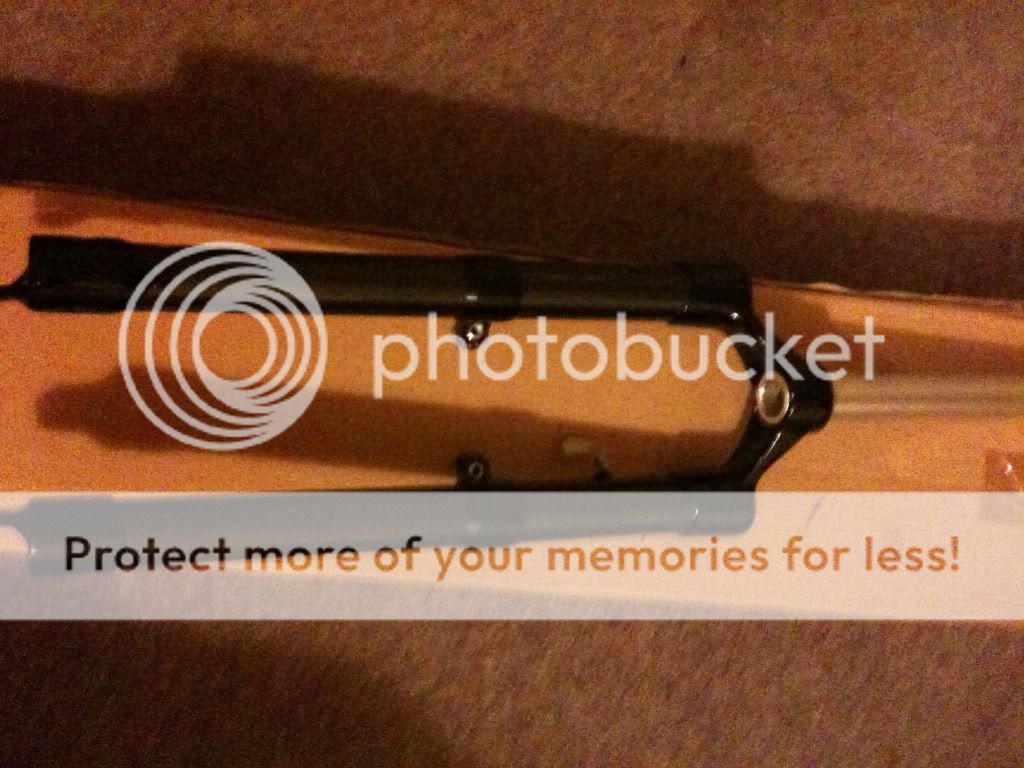 photobucket
Protect more of your memories for less!